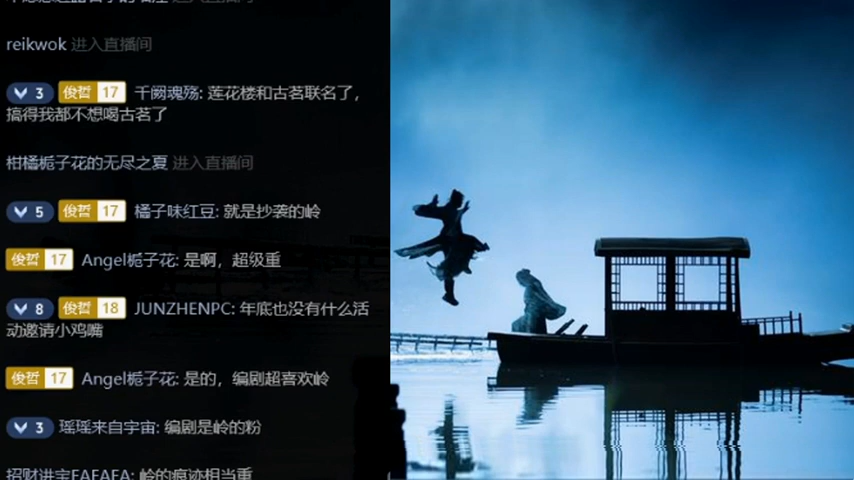 reikwok 进入直播间
3 俊哲 17 千阙魂殇: 莲花楼和古茗联名了，
搞得我都不想喝古茗了
柑橘栀子花的无尽之夏 进入直播间
5 俊哲 17 橘子味红豆: 就是抄袭的岭
俊哲 17 Angel栀子花: 是啊，超级重
8 俊哲 18 JUNZHENPC: 年底也没有什么活
动邀请小鸡嘴
俊哲 17 Angel栀子花: 是的，编剧超喜欢岭
3 瑶瑶来自宇宙: 编剧是岭的粉
招财进宝FAFAFA: 岭的痕迹相当重